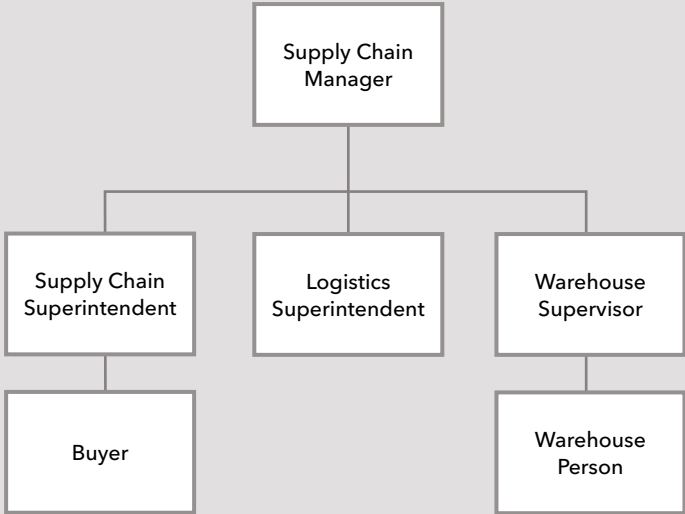 Supply Chain
Manager
Supply Chain
Superintendent
Logistics
Superintendent
Warehouse
Supervisor
Buyer
Warehouse
Person